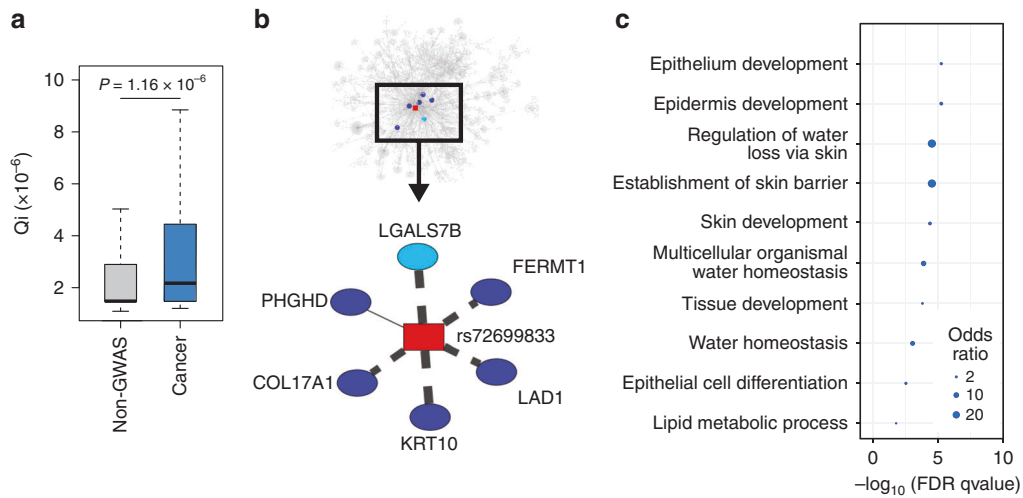 a
P = 1.16 × 10⁻⁶
Qi (×10⁻⁶)
10
8
6
4
2
Non-GWAS
Cancer
b
LGALS7B
FERMT1
PHGHD
rs72699833
COL17A1
LAD1
KRT10
c
Epithelium development
Epidermis development
Regulation of water
loss via skin
Establishment of skin barrier
Skin development
Multicellular organismal
water homeostasis
Tissue development
Water homeostasis
Epithelial cell differentiation
Lipid metabolic process
Odds
ratio
2
10
20
0 5 10
−log₁₀ (FDR qvalue)